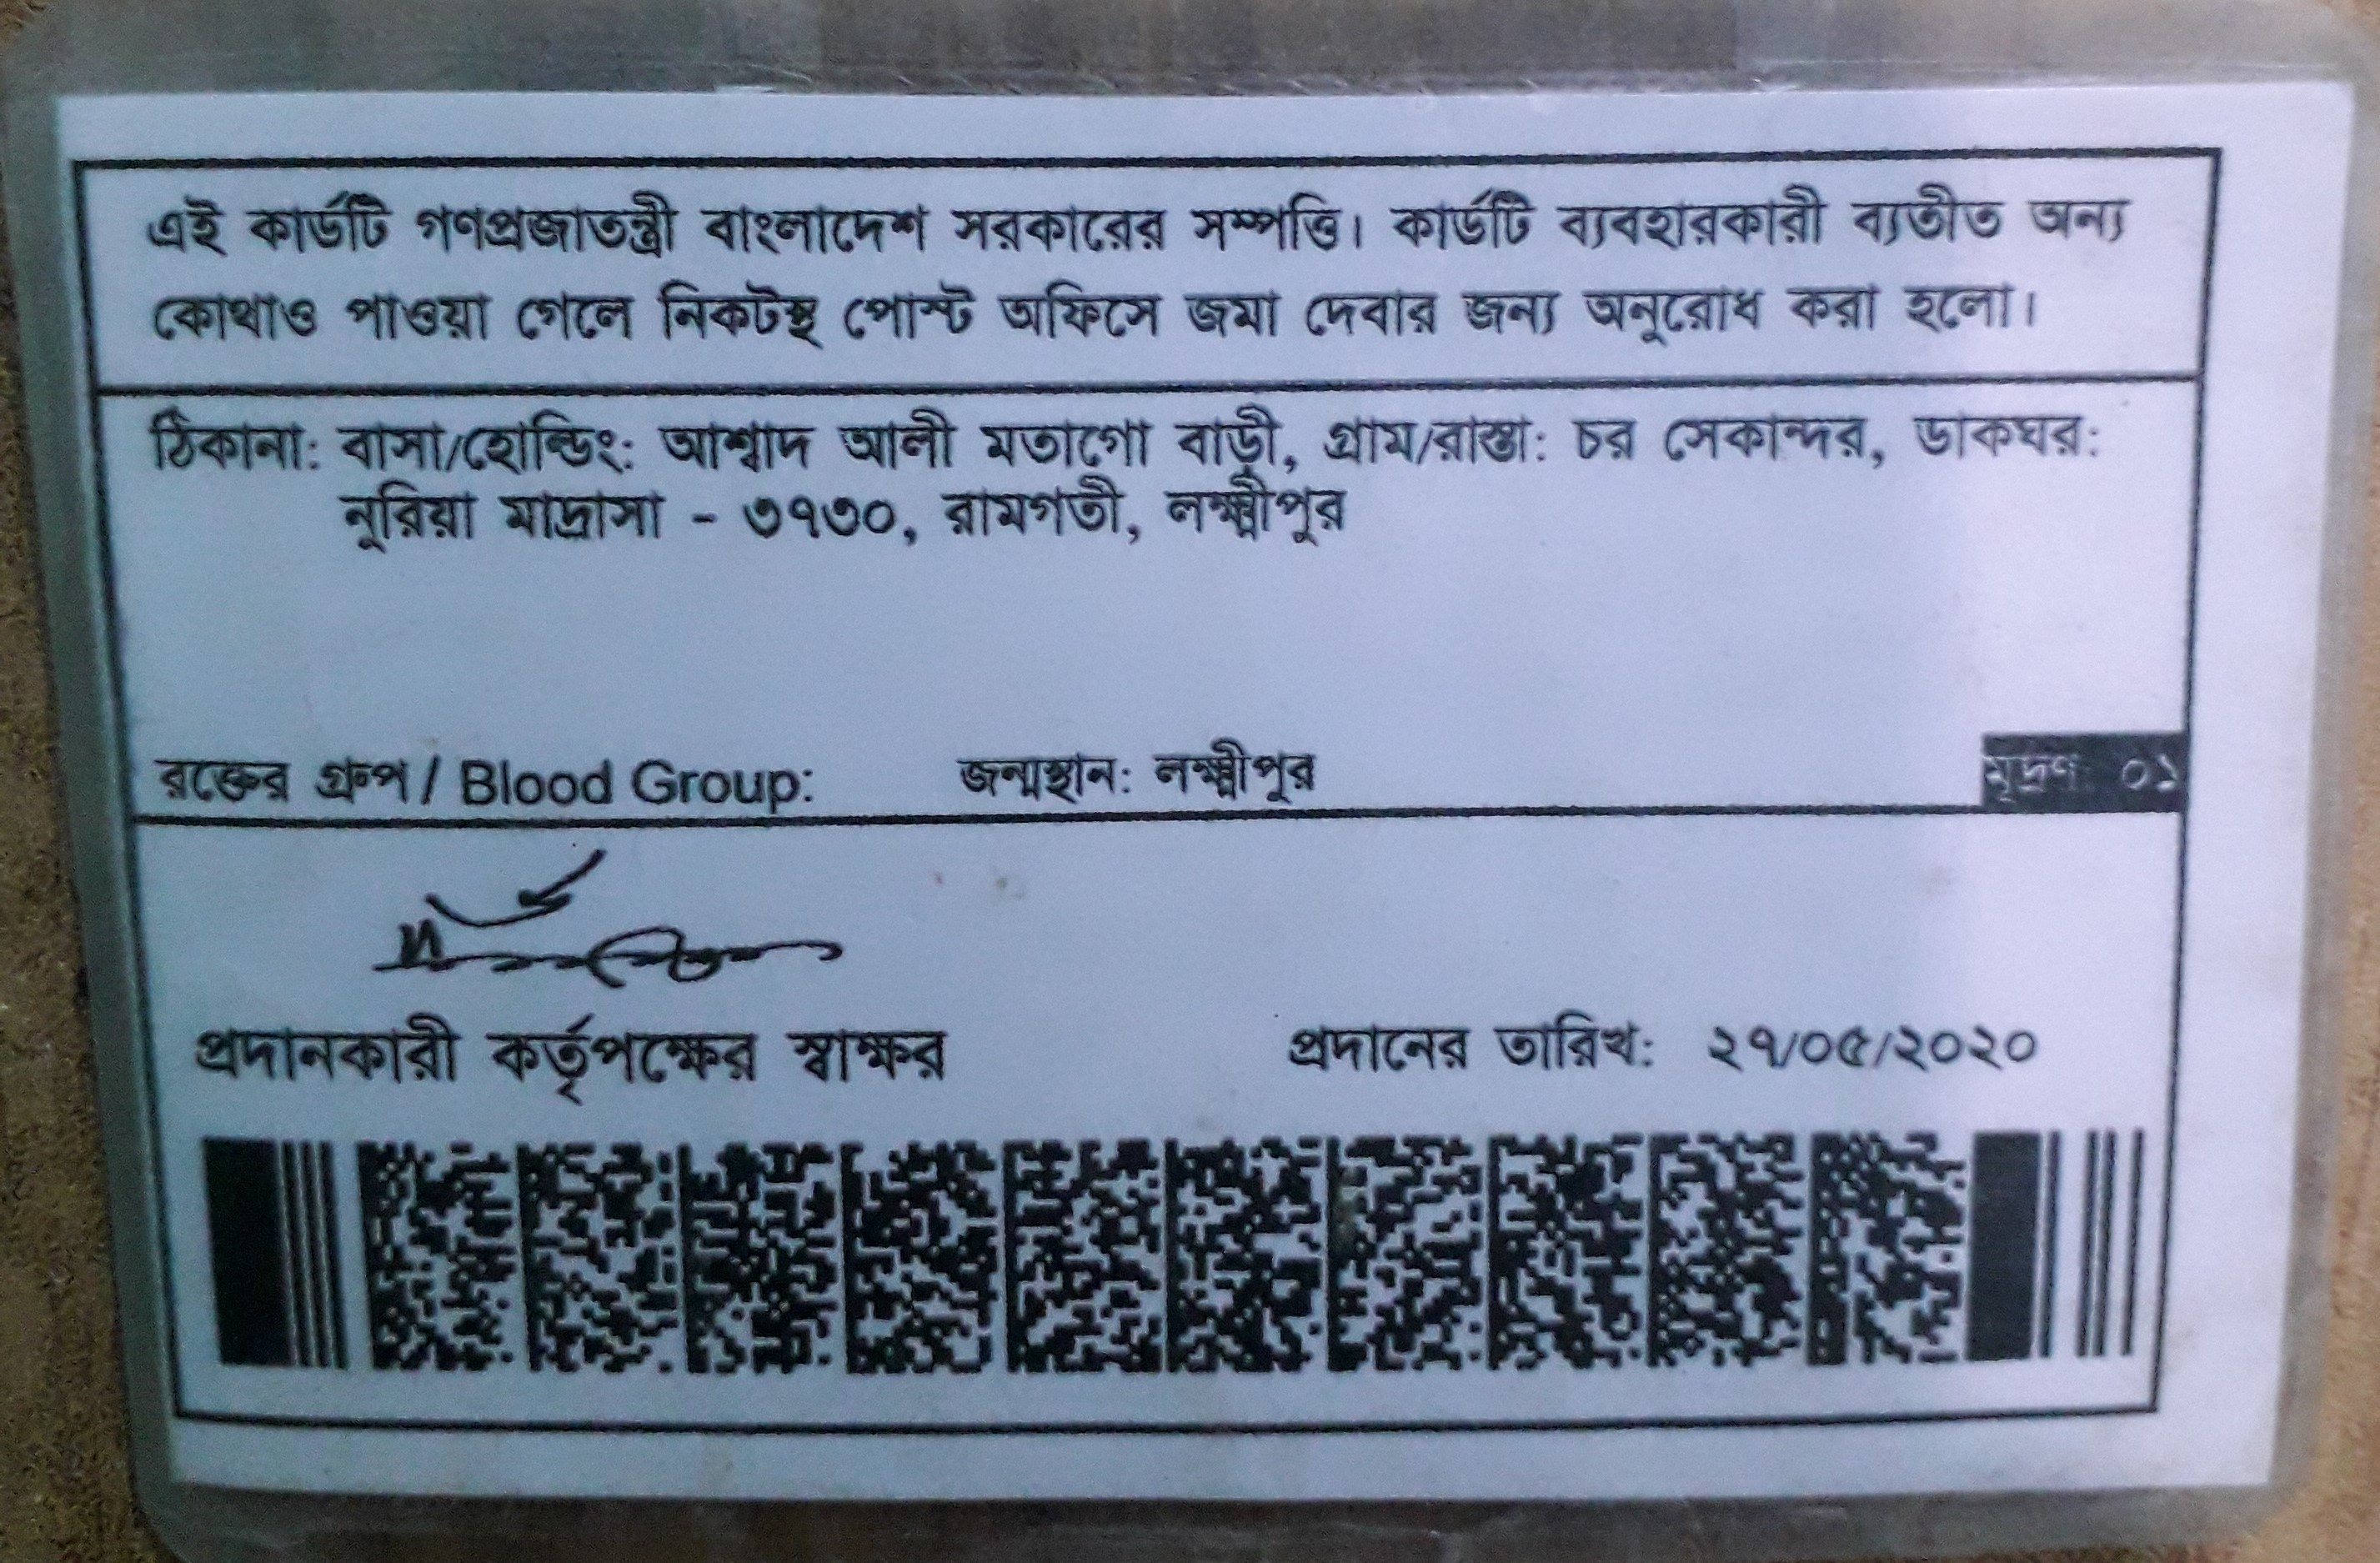 এই কার্ডটি গণপ্রজাতন্ত্রী বাংলাদেশ সরকারের সম্পত্তি। কার্ডটি ব্যবহারকারী ব্যতীত অন্য
কোথাও পাওয়া গেলে নিকটস্থ পোস্ট অফিসে জমা দেবার জন্য অনুরোধ করা হলো।
ঠিকানা: বাসা/হোল্ডিং: আশ্বাদ আলী মতাগো বাড়ী, গ্রাম/রাস্তা: চর সেকান্দর, ডাকঘর:
নুরিয়া মাদ্রাসা - ৩৭৩০, রামগতী, লক্ষ্মীপুর
রক্তের গ্রুপ / Blood Group: জন্মস্থান: লক্ষ্মীপুর মুদ্রণ: ০১
প্রদানকারী কর্তৃপক্ষের স্বাক্ষর প্রদানের তারিখ: ২৭/০৫/২০২০